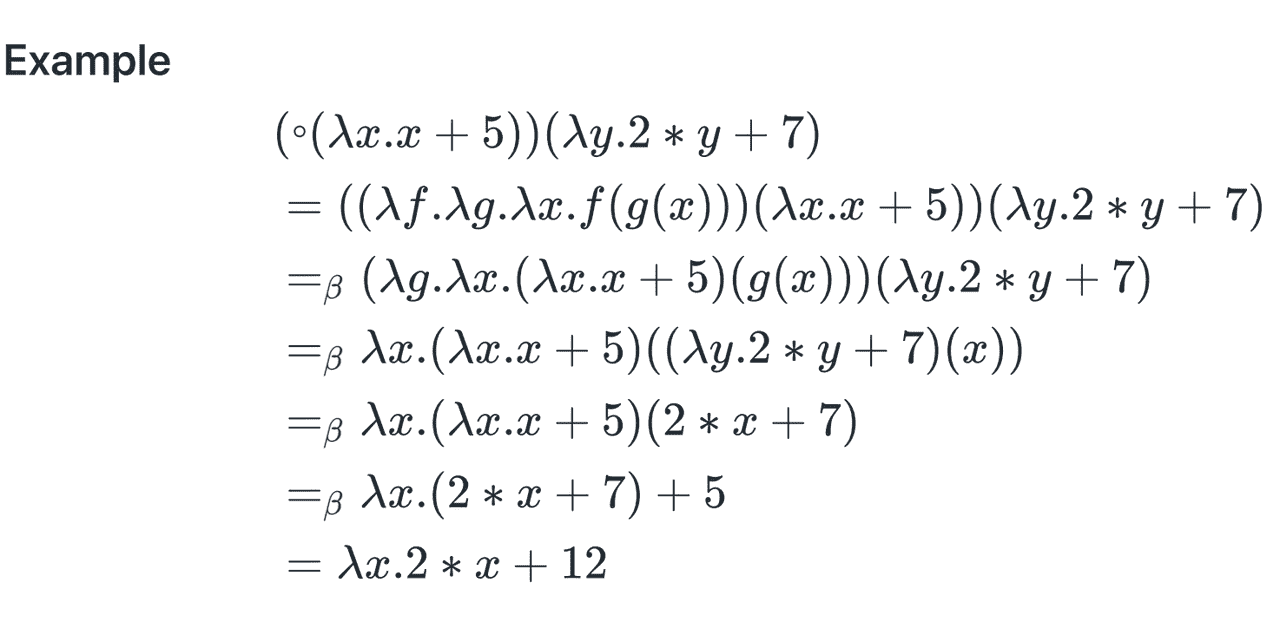 Example
(∘(λx.x + 5))(λy.2 ∗ y + 7)
= ((λf.λg.λx.f(g(x)))(λx.x + 5))(λy.2 ∗ y + 7)
=β (λg.λx.(λx.x + 5)(g(x)))(λy.2 ∗ y + 7)
=β λx.(λx.x + 5)((λy.2 ∗ y + 7)(x))
=β λx.(λx.x + 5)(2 ∗ x + 7)
=β λx.(2 ∗ x + 7) + 5
= λx.2 ∗ x + 12